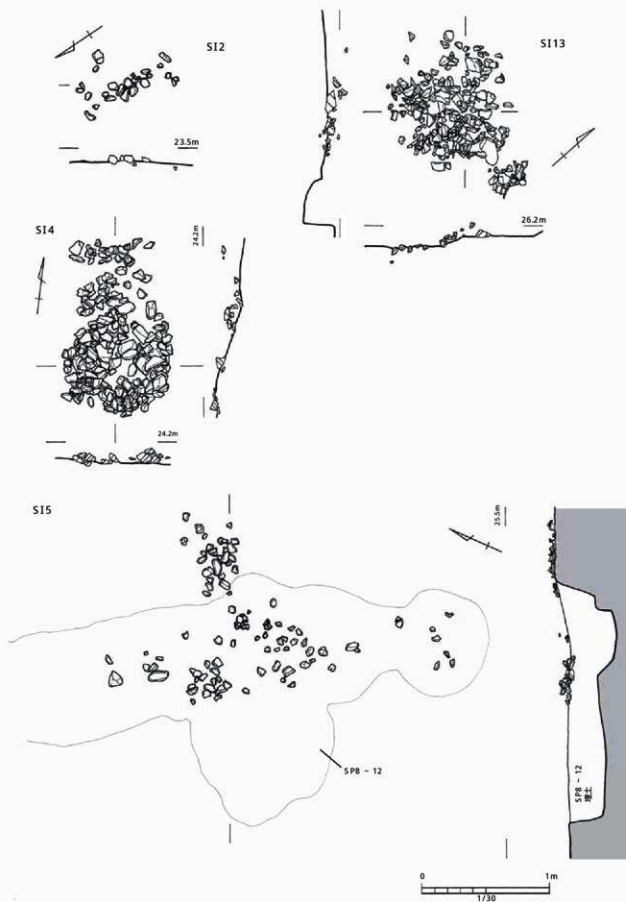 SI2
23.5m
SI13
26.2m
SI4
24.2m
24.2m
SI5
25.5m
SP8 - 12
SP8 - 12
埋土
0 1m
1/30